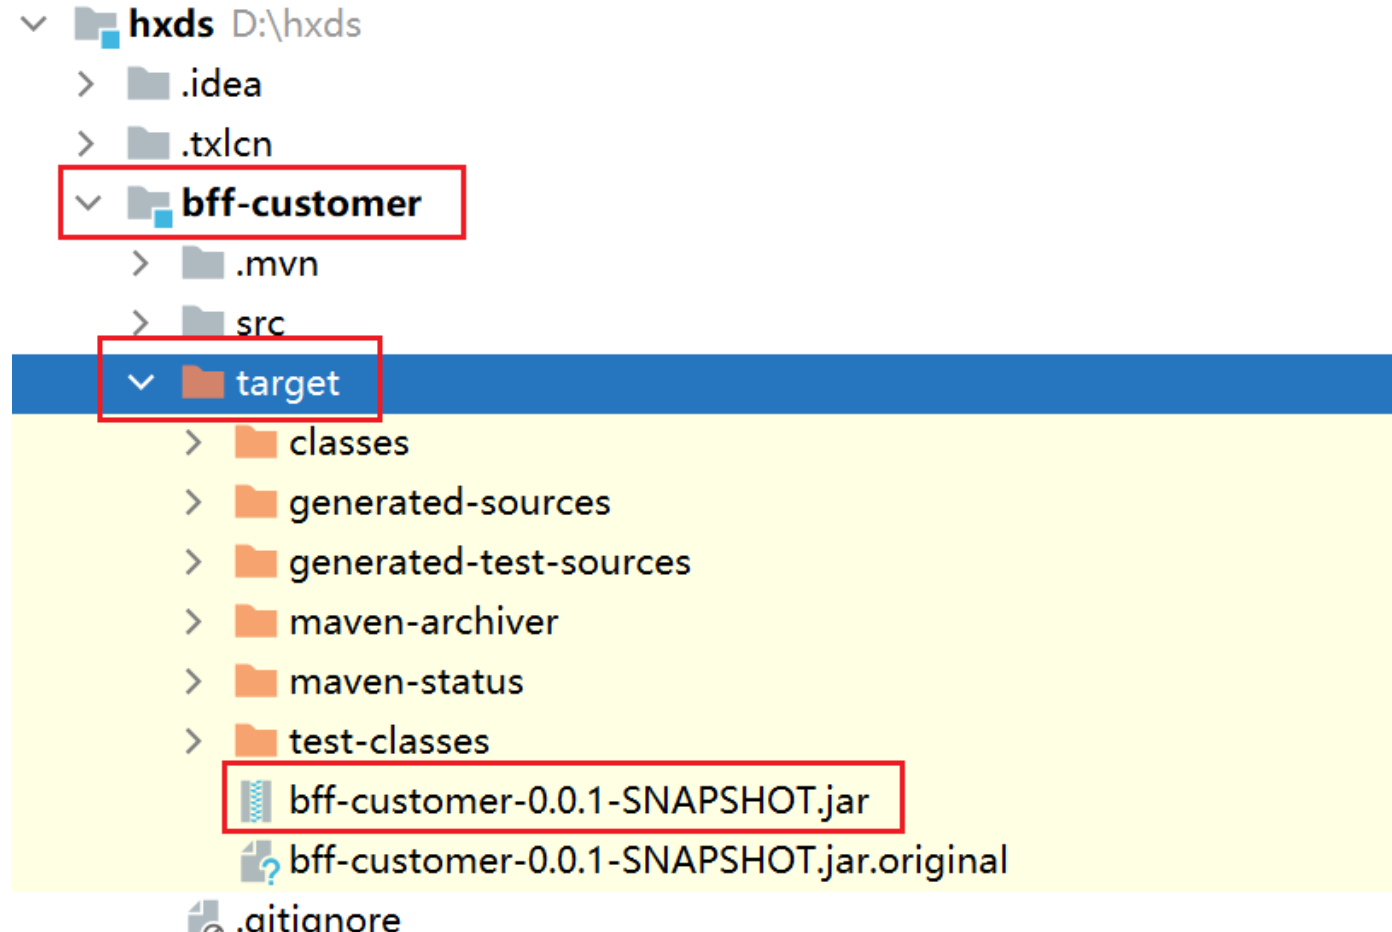 hxds D:\hxds
.idea
.txlcn
bff-customer
.mvn
src
target
classes
generated-sources
generated-test-sources
maven-archiver
maven-status
test-classes
bff-customer-0.0.1-SNAPSHOT.jar
bff-customer-0.0.1-SNAPSHOT.jar.original
.gitignore